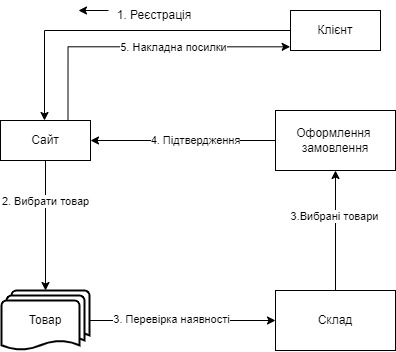 1. Реєстрація
Клієнт
5. Накладна посилки
Сайт
4. Підтвердження
Оформлення
замовлення
2. Вибрати товар
3.Вибрані товари
Товар
3. Перевірка наявності
Склад